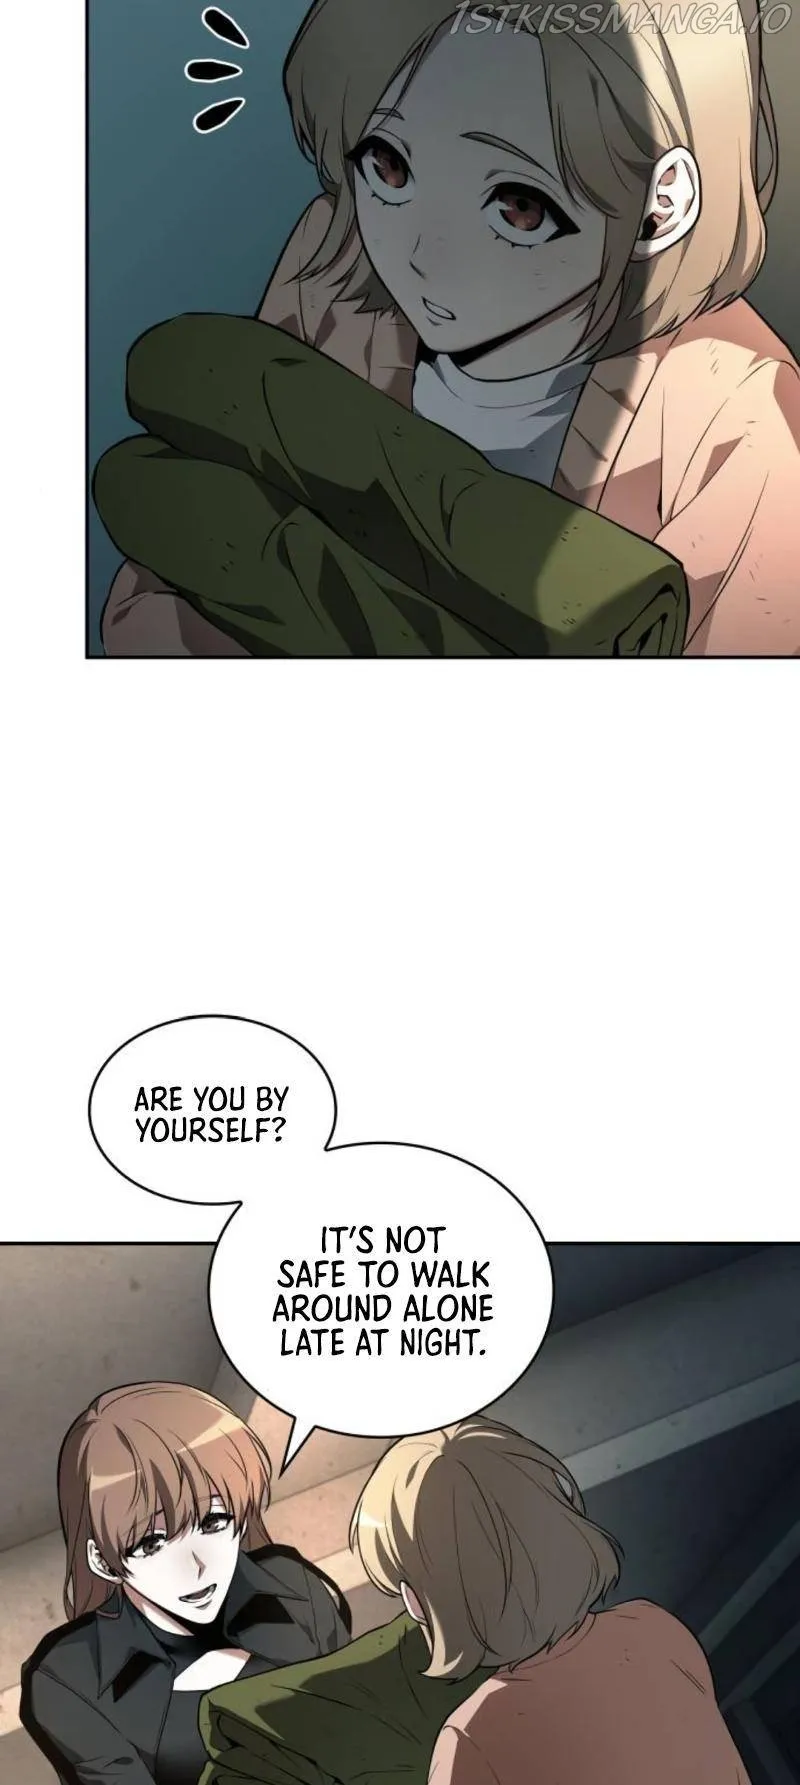 1STKISSMANGA.IO
ARE YOU BY
YOURSELF?
IT'S NOT
SAFE TO WALK
AROUND ALONE
LATE AT NIGHT.